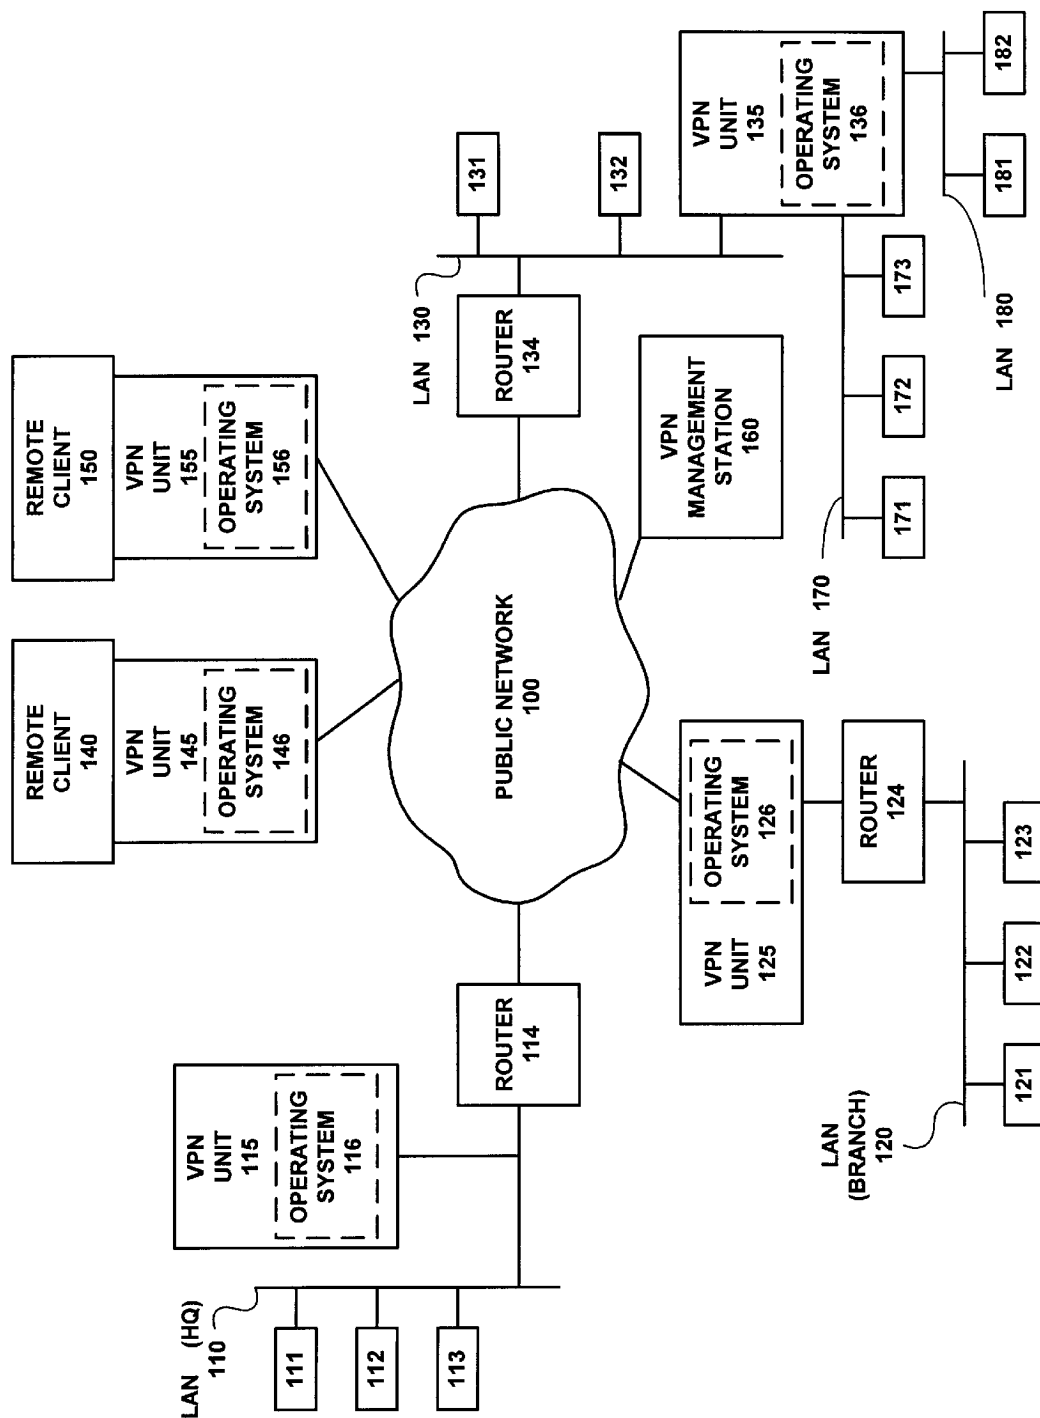 REMOTE
CLIENT
140
VPN
UNIT
145
OPERATING
SYSTEM
146
REMOTE
CLIENT
150
VPN
UNIT
155
OPERATING
SYSTEM
156
LAN (HQ)
110
111
112
113
VPN
UNIT
115
OPERATING
SYSTEM
116
ROUTER
114
PUBLIC NETWORK
100
ROUTER
134
LAN 130
131
132
VPN
UNIT
125
OPERATING
SYSTEM
126
VPN
MANAGEMENT
STATION
160
VPN
UNIT
135
OPERATING
SYSTEM
136
ROUTER
124
LAN
(BRANCH)
120
121
122
123
LAN 170
171
172
173
LAN 180
181
182